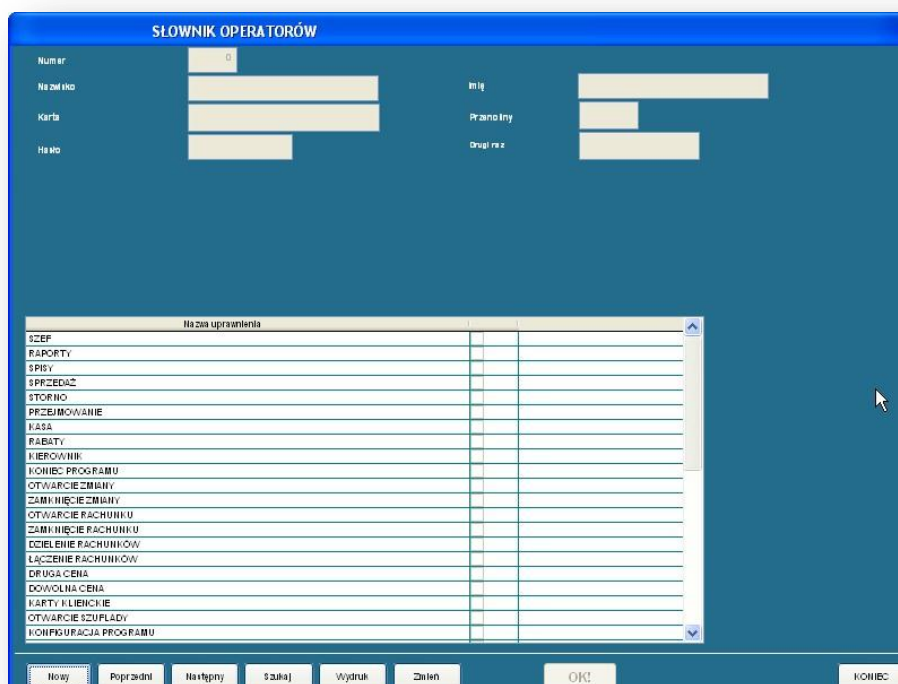 SŁOWNIK OPERATORÓW
Numer 0
Nazwisko Imię
Karta Przenośny
Hasło Drugi raz
Nazwa uprawnienia
SZEF
RAPORTY
SPISY
SPRZEDAŻ
STORNO
PRZEJMOWANIE
KASA
RABATY
KIEROWNIK
KONIEC PROGRAMU
OTWARCIE ZMIANY
ZAMKNIĘCIE ZMIANY
OTWARCIE RACHUNKU
ZAMKNIĘCIE RACHUNKU
DZIELENIE RACHUNKÓW
ŁĄCZENIE RACHUNKÓW
DRUGA CENA
DOWOLNA CENA
KARTY KLIENCKIE
OTWARCIE SZUFLADY
KONFIGURACJA PROGRAMU
Nowy Poprzedni Następny Szukaj Wydruk Zmień OK! KONIEC